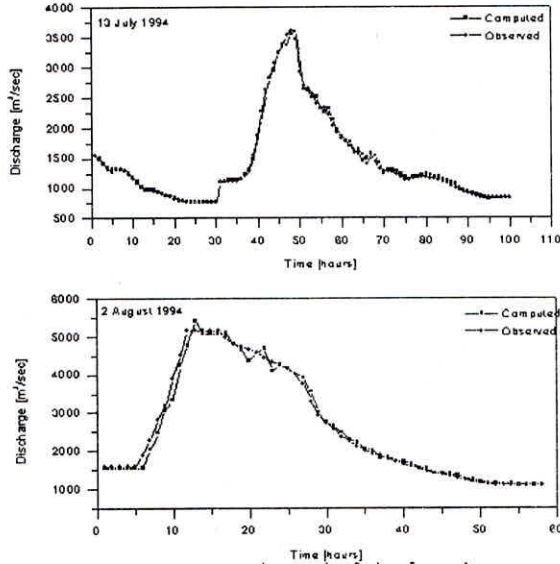 13 July 1994
Computed
Observed
Discharge [m³/sec]
4000
3500
3000
2500
2000
1500
1000
500
0 10 20 30 40 50 60 70 80 90 100 110
Time [hours]
2 August 1994
Computed
Observed
Discharge [m³/sec]
6000
5000
4000
3000
2000
1000
0 10 20 30 40 50 60
Time [hours]